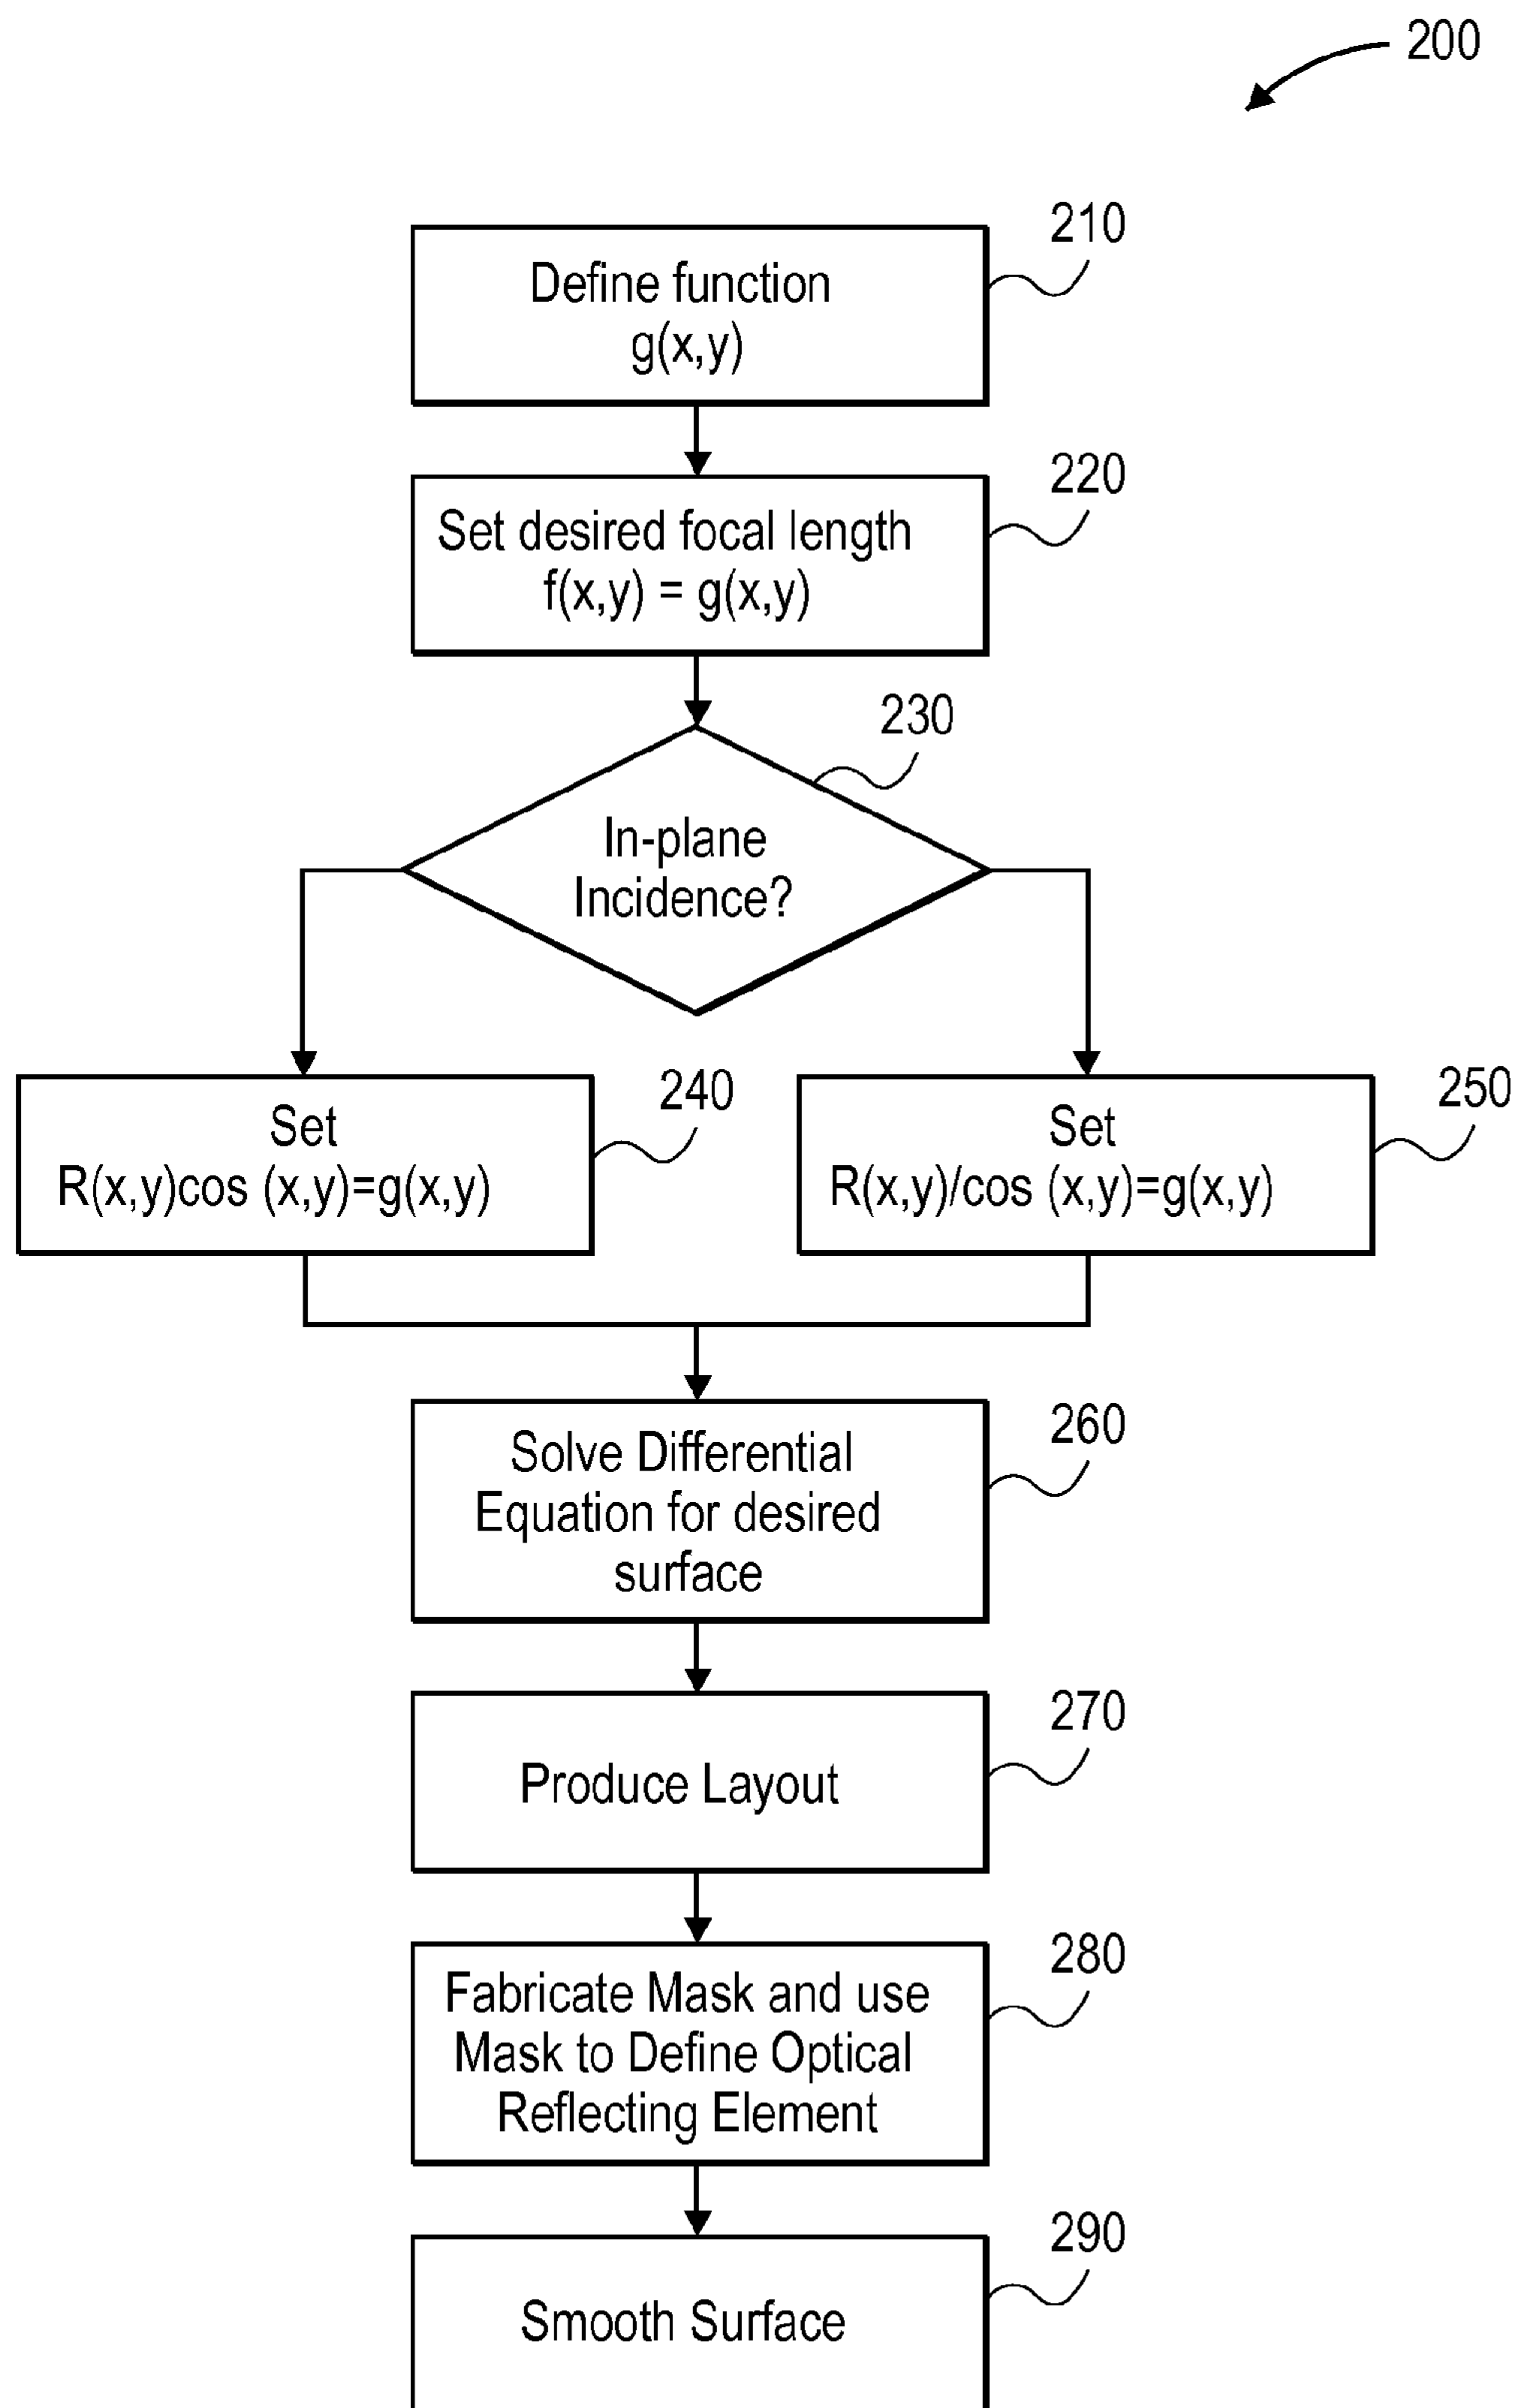 200
210
Define function
g(x,y)
220
Set desired focal length
f(x,y) = g(x,y)
230
In-plane
Incidence?
240
Set
R(x,y)cos (x,y)=g(x,y)
250
Set
R(x,y)/cos (x,y)=g(x,y)
260
Solve Differential
Equation for desired
surface
270
Produce Layout
280
Fabricate Mask and use
Mask to Define Optical
Reflecting Element
290
Smooth Surface